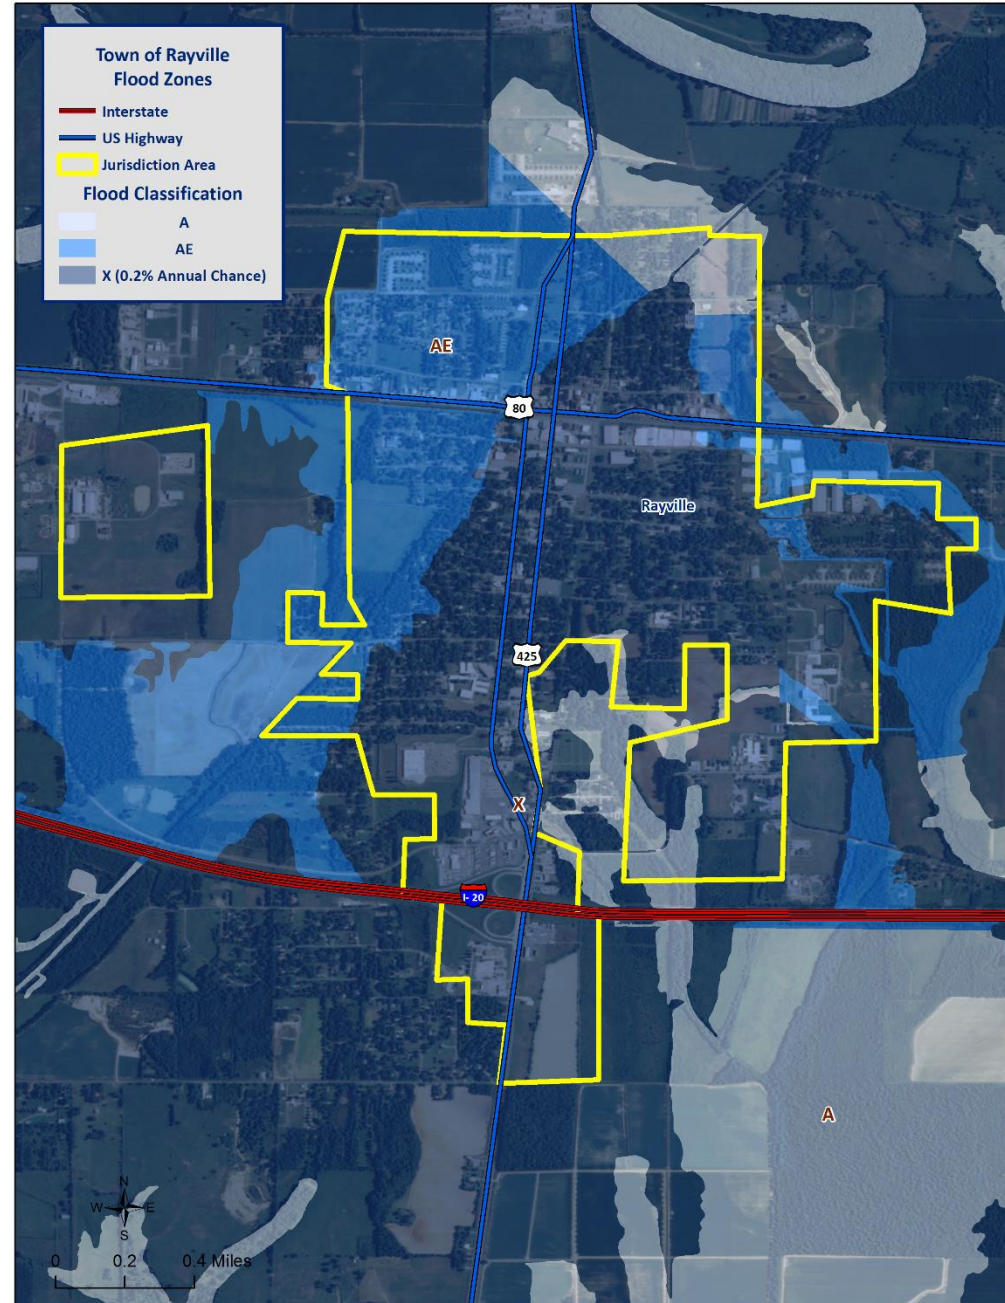 Town of Rayville
Flood Zones
Interstate
US Highway
Jurisdiction Area
Flood Classification
A
AE
X (0.2% Annual Chance)
AE
80
Rayville
425
X
I- 20
A
N
W E
S
0 0.2 0.4 Miles